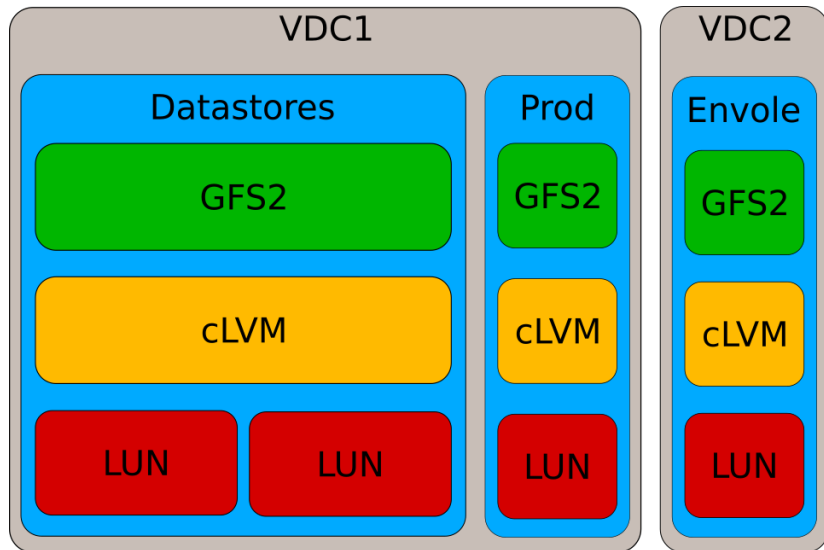 VDC1
Datastores
GFS2
cLVM
LUN
LUN
Prod
GFS2
cLVM
LUN
VDC2
Envole
GFS2
cLVM
LUN